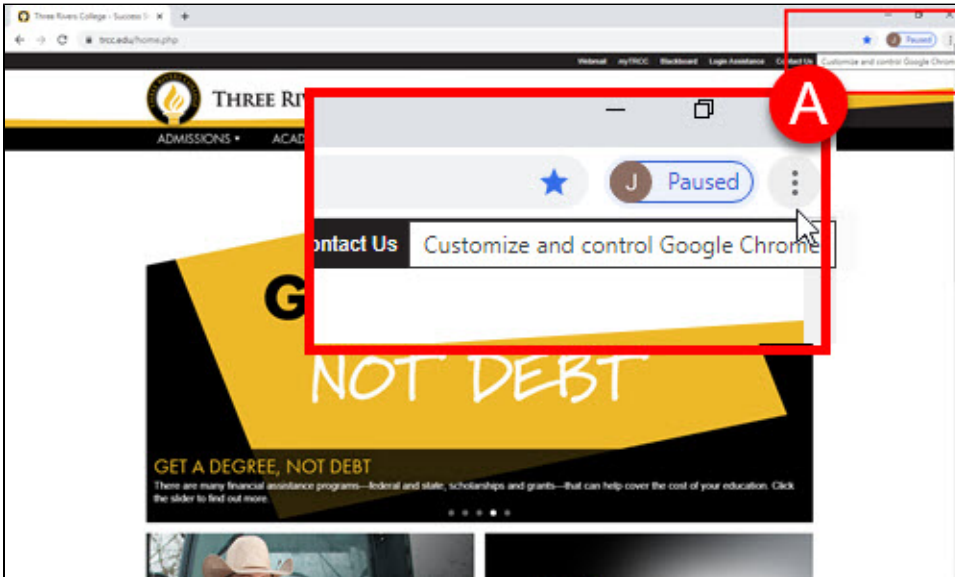 Three Rivers College - Success S
trcc.edu/home.php
J Paused
Webmail myTRCC Blackboard Login Assistance Contact Us
Customize and control Google Chrom
A
THREE RI
ADMISSIONS ACAD
J Paused
ontact Us Customize and control Google Chrome
G
NOT DEBT
GET A DEGREE, NOT DEBT
There are many financial assistance programs—federal and state, scholarships and grants—that can help cover the cost of your education. Click
the slider to find out more.